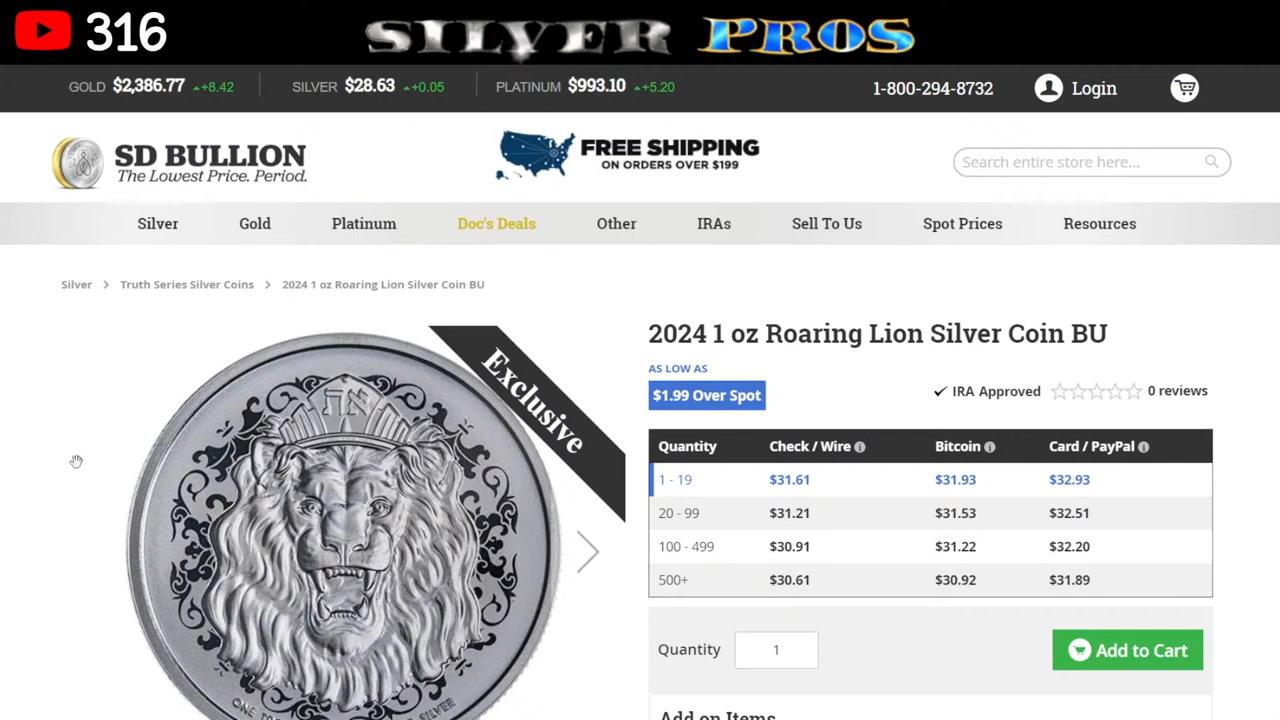 316
SILVER PROS
GOLD $2,386.77 +8.42 SILVER $28.63 +0.05 PLATINUM $993.10 +5.20 1-800-294-8732 Login
SD BULLION
The Lowest Price. Period.
FREE SHIPPING
ON ORDERS OVER $199
Search entire store here...
Silver Gold Platinum Doc's Deals Other IRAs Sell To Us Spot Prices Resources
Silver > Truth Series Silver Coins > 2024 1 oz Roaring Lion Silver Coin BU
Exclusive
את
2024 1 oz Roaring Lion Silver Coin BU
AS LOW AS
$1.99 Over Spot
IRA Approved 0 reviews
Quantity Check / Wire Bitcoin Card / PayPal
1 - 19 $31.61 $31.93 $32.93
20 - 99 $31.21 $31.53 $32.51
100 - 499 $30.91 $31.22 $32.20
500+ $30.61 $30.92 $31.89
Quantity 1 Add to Cart
Add on Items